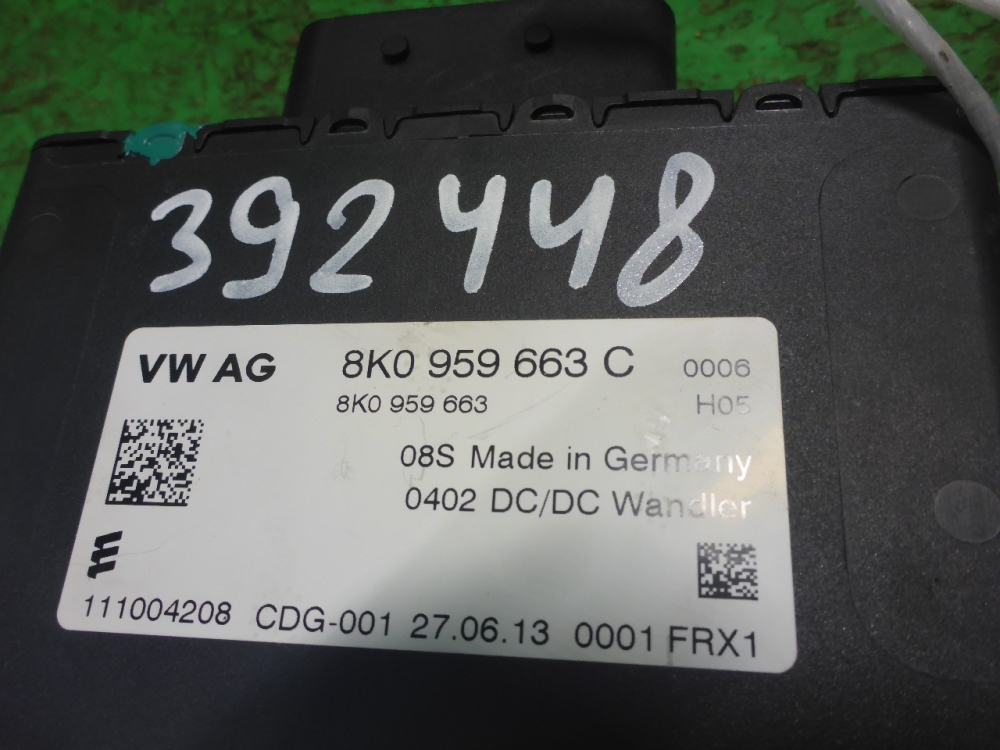 392448
VW AG 8K0 959 663 C 0006
8K0 959 663 H05
08S Made in Germany
0402 DC/DC Wandler
111004208 CDG-001 27.06.13 0001 FRX1